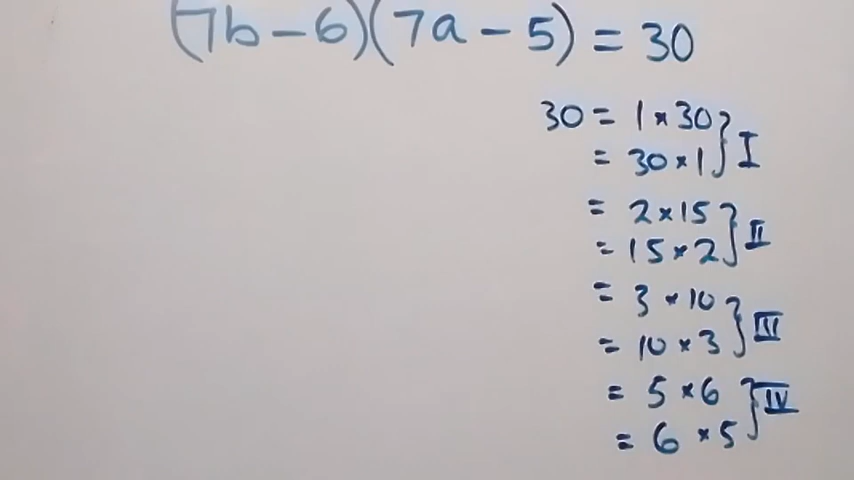 (7b - 6)(7a - 5) = 30
30 = 1 × 30
= 30 × 1 } I
= 2 × 15
= 15 × 2 } II
= 3 × 10
= 10 × 3 } III
= 5 × 6
= 6 × 5 } IV